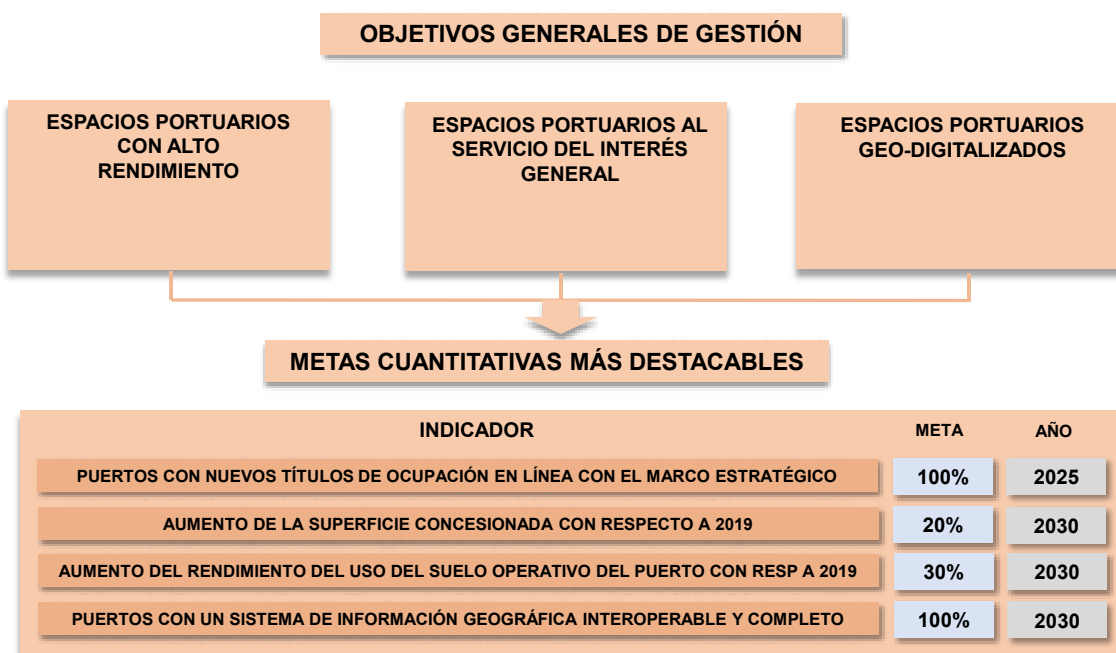 OBJETIVOS GENERALES DE GESTIÓN
ESPACIOS PORTUARIOS
CON ALTO
RENDIMIENTO
ESPACIOS PORTUARIOS AL
SERVICIO DEL INTERÉS
GENERAL
ESPACIOS PORTUARIOS
GEO-DIGITALIZADOS
METAS CUANTITATIVAS MÁS DESTACABLES
INDICADOR META AÑO
PUERTOS CON NUEVOS TÍTULOS DE OCUPACIÓN EN LÍNEA CON EL MARCO ESTRATÉGICO 100% 2025
AUMENTO DE LA SUPERFICIE CONCESIONADA CON RESPECTO A 2019 20% 2030
AUMENTO DEL RENDIMIENTO DEL USO DEL SUELO OPERATIVO DEL PUERTO CON RESP A 2019 30% 2030
PUERTOS CON UN SISTEMA DE INFORMACIÓN GEOGRÁFICA INTEROPERABLE Y COMPLETO 100% 2030